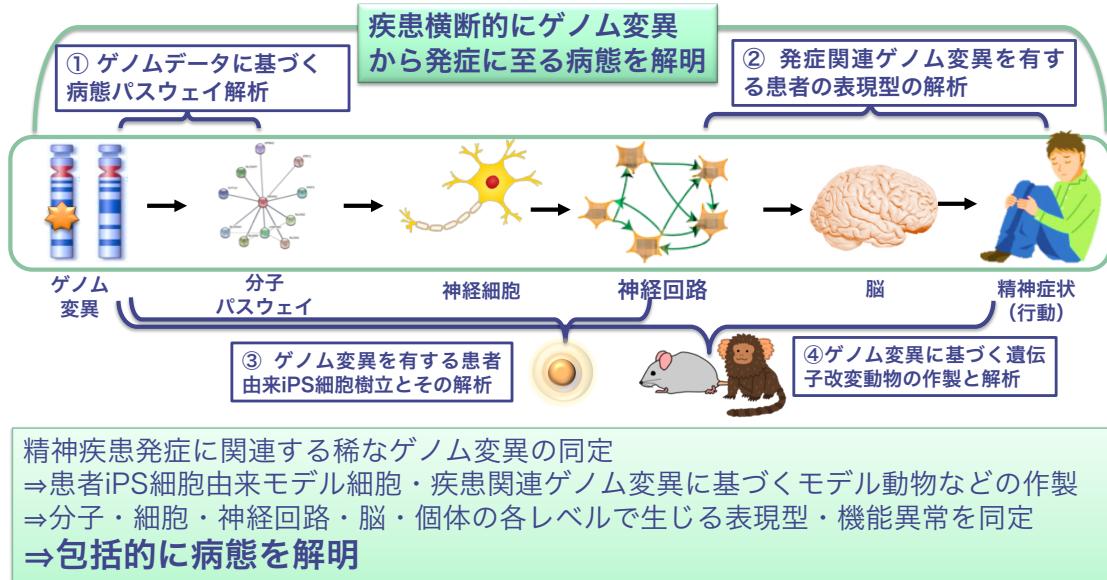 疾患横断的にゲノム変異
から発症に至る病態を解明
① ゲノムデータに基づく
病態パスウェイ解析
② 発症関連ゲノム変異を有す
る患者の表現型の解析
ゲノム
変異
分子
パスウェイ
神経細胞
神経回路
脳
精神症状
（行動）
③ ゲノム変異を有する患者
由来iPS細胞樹立とその解析
④ゲノム変異に基づく遺伝
子改変動物の作製と解析
精神疾患発症に関連する稀なゲノム変異の同定
⇒患者iPS細胞由来モデル細胞・疾患関連ゲノム変異に基づくモデル動物などの作製
⇒分子・細胞・神経回路・脳・個体の各レベルで生じる表現型・機能異常を同定
⇒包括的に病態を解明